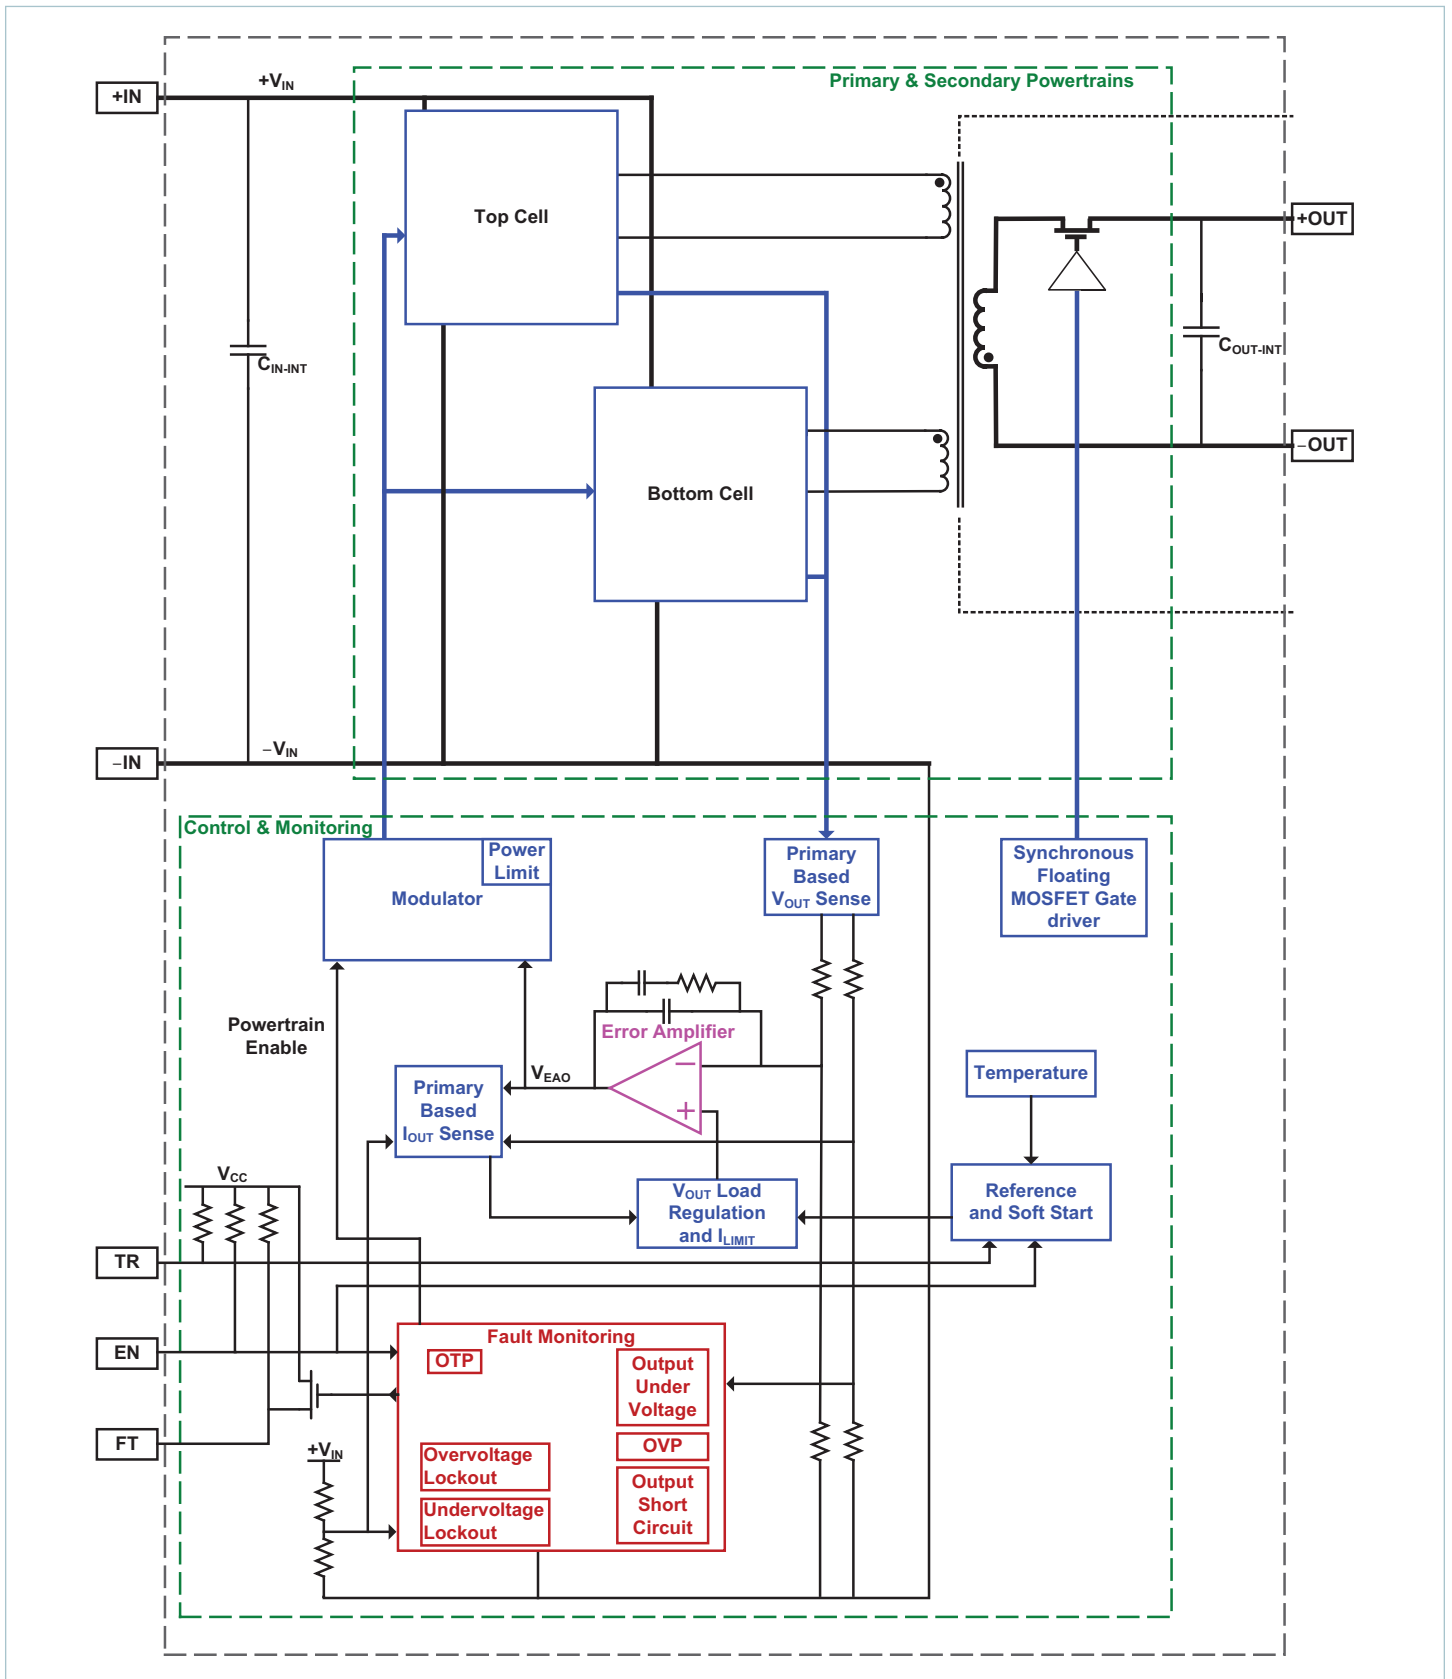 Primary & Secondary Powertrains
+IN
+VIN
Top Cell
+OUT
CIN-INT
COUT-INT
−OUT
Bottom Cell
−IN
−VIN
Control & Monitoring
Power
Limit
Modulator
Primary
Based
VOUT Sense
Synchronous
Floating
MOSFET Gate
driver
Powertrain
Enable
Error Amplifier
VEAO
Primary
Based
IOUT Sense
Temperature
VCC
VOUT Load
Regulation
and ILIMIT
Reference
and Soft Start
TR
EN
FT
Fault Monitoring
OTP
Output
Under
Voltage
OVP
+VIN
Overvoltage
Lockout
Output
Short
Circuit
Undervoltage
Lockout